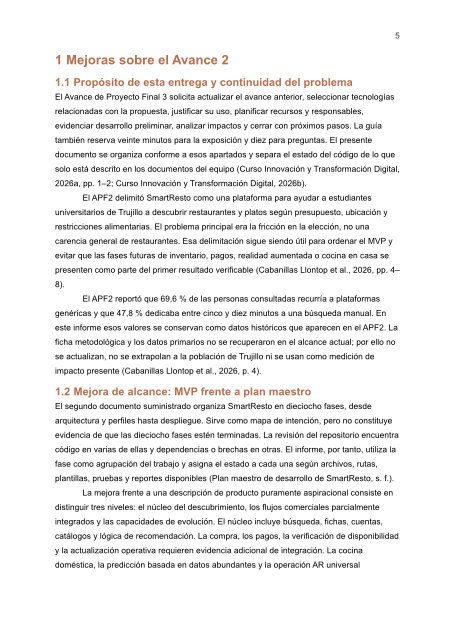 5
1 Mejoras sobre el Avance 2
1.1 Propósito de esta entrega y continuidad del problema
El Avance de Proyecto Final 3 solicita actualizar el avance anterior, seleccionar tecnologías
relacionadas con la propuesta, justificar su uso, planificar recursos y responsables,
evidenciar desarrollo preliminar, analizar impactos y cerrar con próximos pasos. La guía
también reserva veinte minutos para la exposición y diez para preguntas. El presente
documento se organiza conforme a esos apartados y separa el estado del código de lo que
solo está descrito en los documentos del equipo (Curso Innovación y Transformación Digital,
2026a, pp. 1–2; Curso Innovación y Transformación Digital, 2026b).
El APF2 delimitó SmartResto como una plataforma para ayudar a estudiantes
universitarios de Trujillo a descubrir restaurantes y platos según presupuesto, ubicación y
restricciones alimentarias. El problema principal era la fricción en la elección, no una
carencia general de restaurantes. Esa delimitación sigue siendo útil para ordenar el MVP y
evitar que las fases futuras de inventario, pagos, realidad aumentada o cocina en casa se
presenten como parte del primer resultado verificable (Cabanillas Llontop et al., 2026, pp. 4–
8).
El APF2 reportó que 69,6 % de las personas consultadas recurría a plataformas
genéricas y que 47,8 % dedicaba entre cinco y diez minutos a una búsqueda manual. En
este informe esos valores se conservan como datos históricos que aparecen en el APF2. La
ficha metodológica y los datos primarios no se recuperaron en el alcance actual; por ello no
se actualizan, no se extrapolan a la población de Trujillo ni se usan como medición de
impacto presente (Cabanillas Llontop et al., 2026, p. 4).
1.2 Mejora de alcance: MVP frente a plan maestro
El segundo documento suministrado organiza SmartResto en dieciocho fases, desde
arquitectura y perfiles hasta despliegue. Sirve como mapa de intención, pero no constituye
evidencia de que las dieciocho fases estén terminadas. La revisión del repositorio encuentra
código en varias de ellas y dependencias o brechas en otras. El informe, por tanto, utiliza la
fase como agrupación del trabajo y asigna el estado a cada una según archivos, rutas,
plantillas, pruebas y reportes disponibles (Plan maestro de desarrollo de SmartResto, s. f.).
La mejora frente a una descripción de producto puramente aspiracional consiste en
distinguir tres niveles: el núcleo del descubrimiento, los flujos comerciales parcialmente
integrados y las capacidades de evolución. El núcleo incluye búsqueda, fichas, cuentas,
catálogos y lógica de recomendación. La compra, los pagos, la verificación de disponibilidad
y la actualización operativa requieren evidencia adicional de integración. La cocina
doméstica, la predicción basada en datos abundantes y la operación AR universal